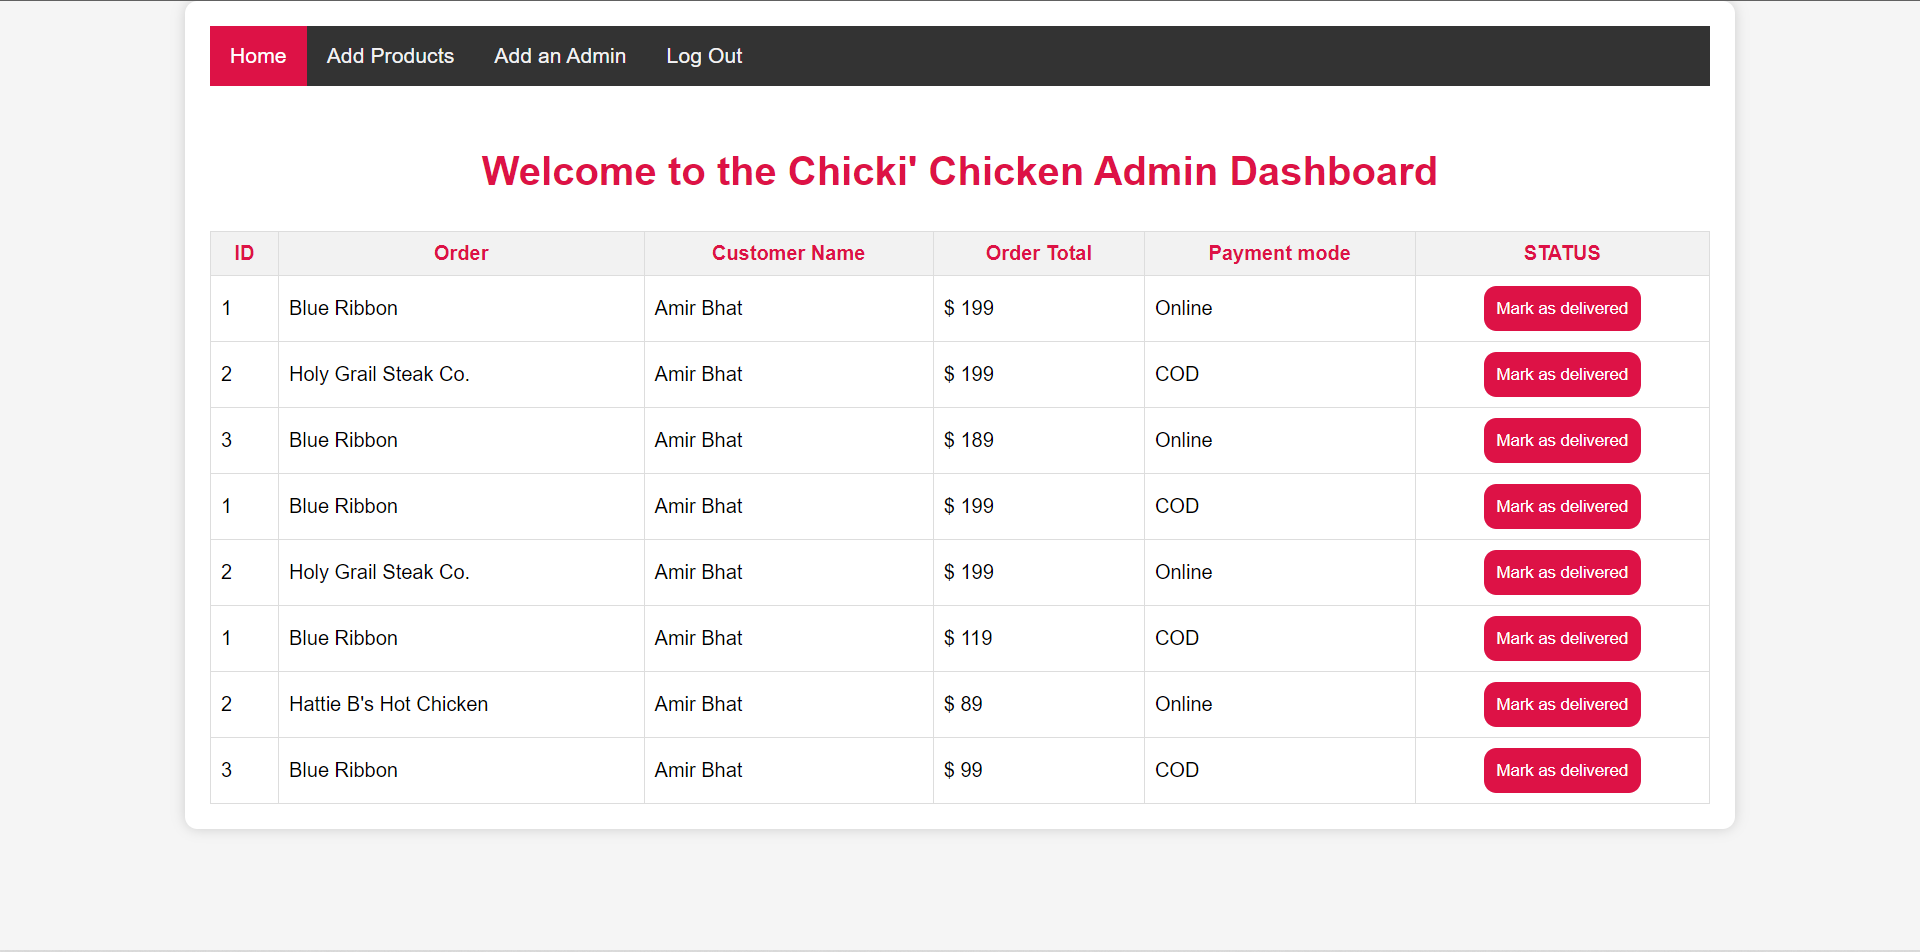 Home Add Products Add an Admin Log Out
Welcome to the Chicki' Chicken Admin Dashboard
ID Order Customer Name Order Total Payment mode STATUS
1 Blue Ribbon Amir Bhat $ 199 Online Mark as delivered
2 Holy Grail Steak Co. Amir Bhat $ 199 COD Mark as delivered
3 Blue Ribbon Amir Bhat $ 189 Online Mark as delivered
1 Blue Ribbon Amir Bhat $ 199 COD Mark as delivered
2 Holy Grail Steak Co. Amir Bhat $ 199 Online Mark as delivered
1 Blue Ribbon Amir Bhat $ 119 COD Mark as delivered
2 Hattie B's Hot Chicken Amir Bhat $ 89 Online Mark as delivered
3 Blue Ribbon Amir Bhat $ 99 COD Mark as delivered